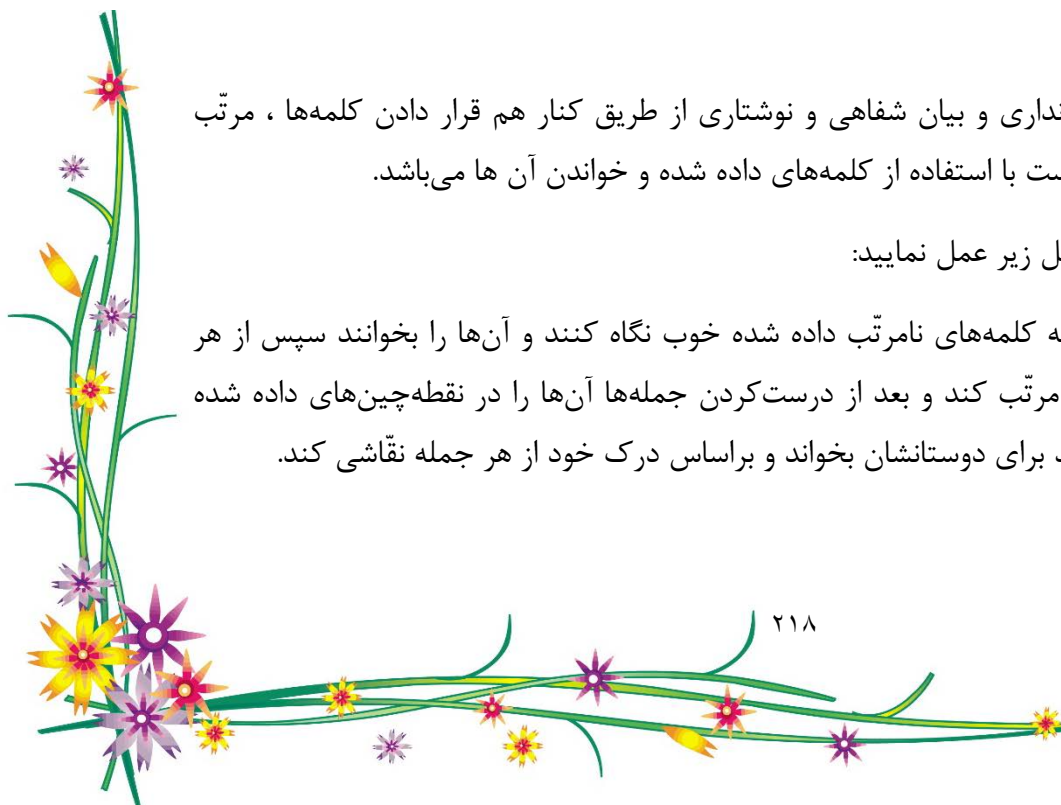 نداری و بیان شفاهی و نوشتاری از طریق کنار هم قرار دادن کلمه‌ها ، مرتّب
ست با استفاده از کلمه‌های داده شده و خواندن آن ها می‌باشد.
ل زیر عمل نمایید:
ه کلمه‌های نامرتّب داده شده خوب نگاه کنند و آن‌ها را بخوانند سپس از هر
مرتّب کند و بعد از درست‌کردن جمله‌ها آن‌ها را در نقطه‌چین‌های داده شده
د برای دوستانشان بخواند و براساس درک خود از هر جمله نقّاشی کند.
۲۱۸